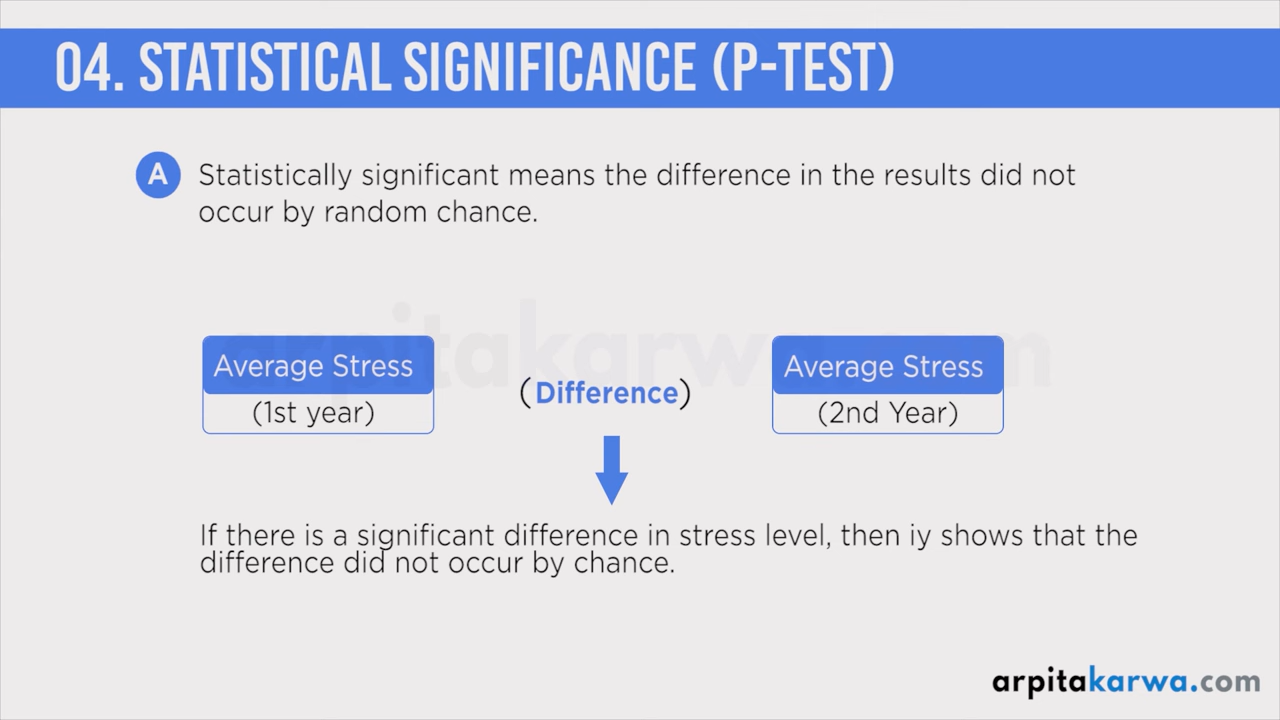 04. STATISTICAL SIGNIFICANCE (P-TEST)
A Statistically significant means the difference in the results did not
occur by random chance.
arpitakarwa.com
Average Stress (Difference) Average Stress
(1st year) (2nd Year)
If there is a significant difference in stress level, then iy shows that the
difference did not occur by chance.
arpitakarwa.com